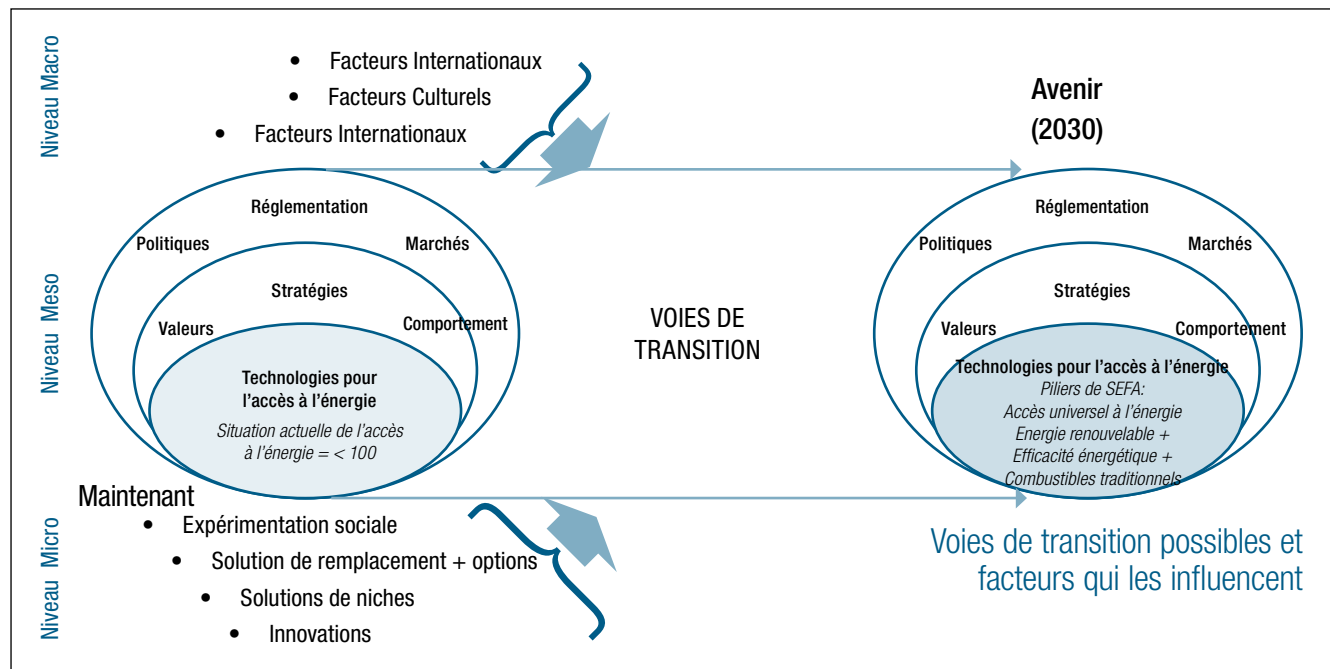 Niveau Macro
• Facteurs Internationaux
• Facteurs Culturels
• Facteurs Internationaux
Avenir
(2030)
Niveau Meso
Réglementation
Politiques
Marchés
Stratégies
Valeurs
Comportement
Technologies pour
l’accès à l’énergie
Situation actuelle de l’accès
à l’énergie = < 100
VOIES DE
TRANSITION
Réglementation
Politiques
Marchés
Stratégies
Valeurs
Comportement
Technologies pour l’accès à l’énergie
Piliers de SEFA:
Accès universel à l’énergie
Energie renouvelable +
Efficacité énergétique +
Combustibles traditionnels
Maintenant
Niveau Micro
• Expérimentation sociale
• Solution de remplacement + options
• Solutions de niches
• Innovations
Voies de transition possibles et
facteurs qui les influencent